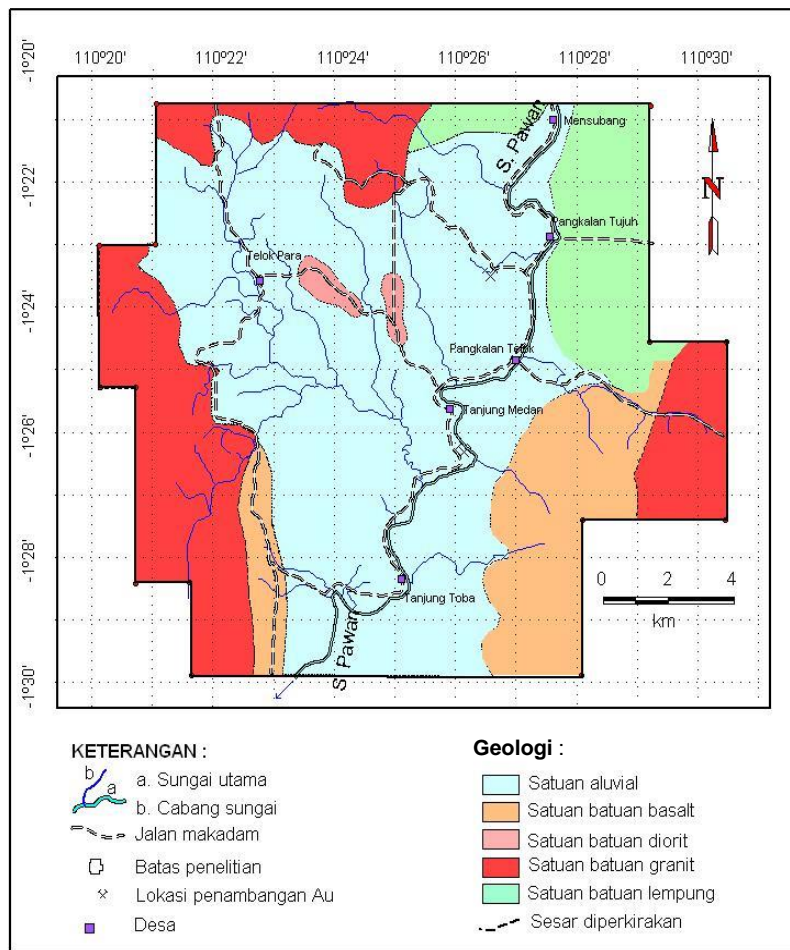 110º20' 110º22' 110º24' 110º26' 110º28' 110º30'
-1º20'
-1º22'
-1º24'
-1º26'
-1º28'
-1º30'
Mensubang
S. Pawan
N
Pangkalan Tujuh
Telok Para
Pangkalan Telok
Tanjung Medan
Tanjung Toba
S. Pawan
0 2 4
km
KETERANGAN :
b
a
a. Sungai utama
b. Cabang sungai
Jalan makadam
Batas penelitian
Lokasi penambangan Au
Desa
Geologi :
Satuan aluvial
Satuan batuan basalt
Satuan batuan diorit
Satuan batuan granit
Satuan batuan lempung
Sesar diperkirakan